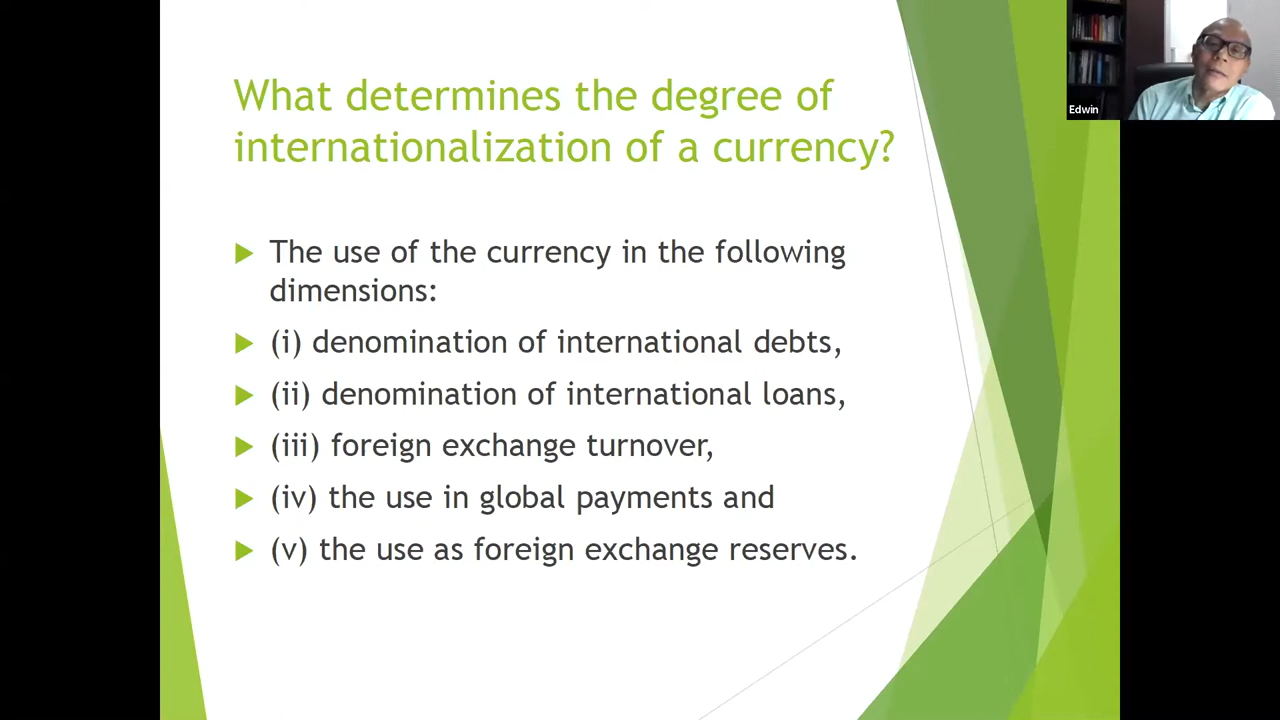 What determines the degree of
internationalization of a currency?
The use of the currency in the following
dimensions:
(i) denomination of international debts,
(ii) denomination of international loans,
(iii) foreign exchange turnover,
(iv) the use in global payments and
(v) the use as foreign exchange reserves.
Edwin